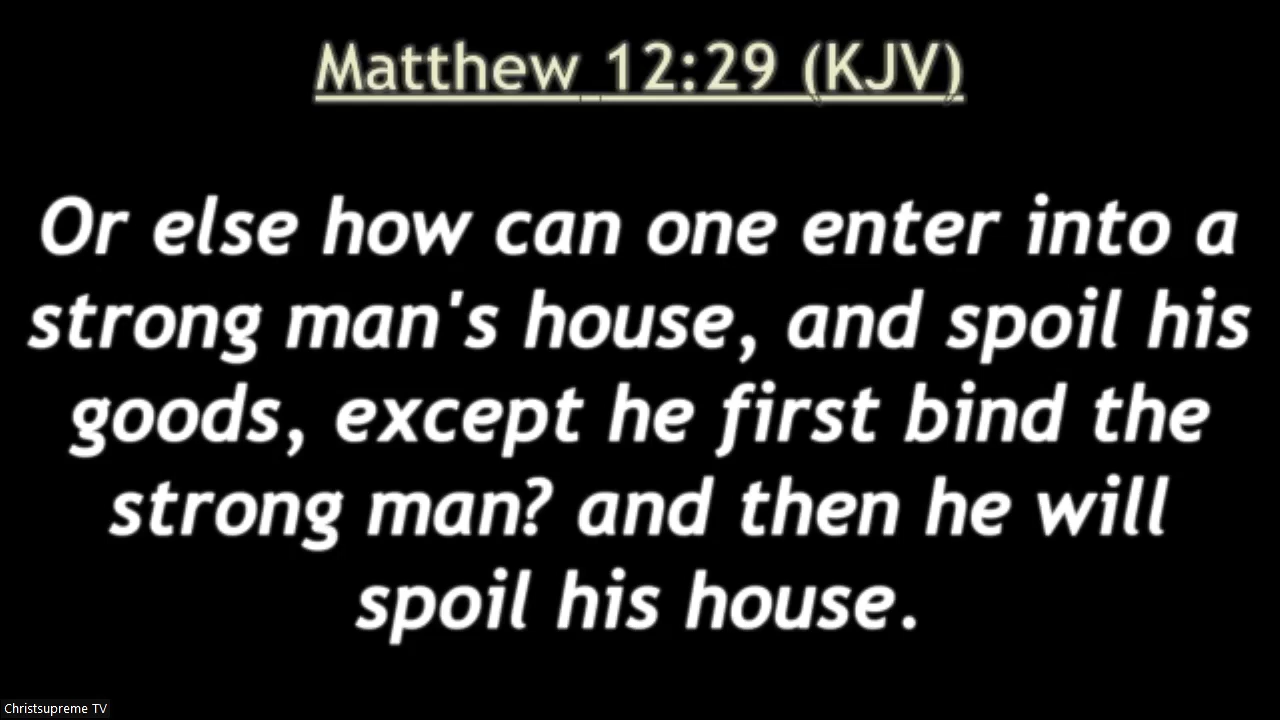 Matthew 12:29 (KJV)
Or else how can one enter into a
strong man's house, and spoil his
goods, except he first bind the
strong man? and then he will
spoil his house.
Christsupreme TV